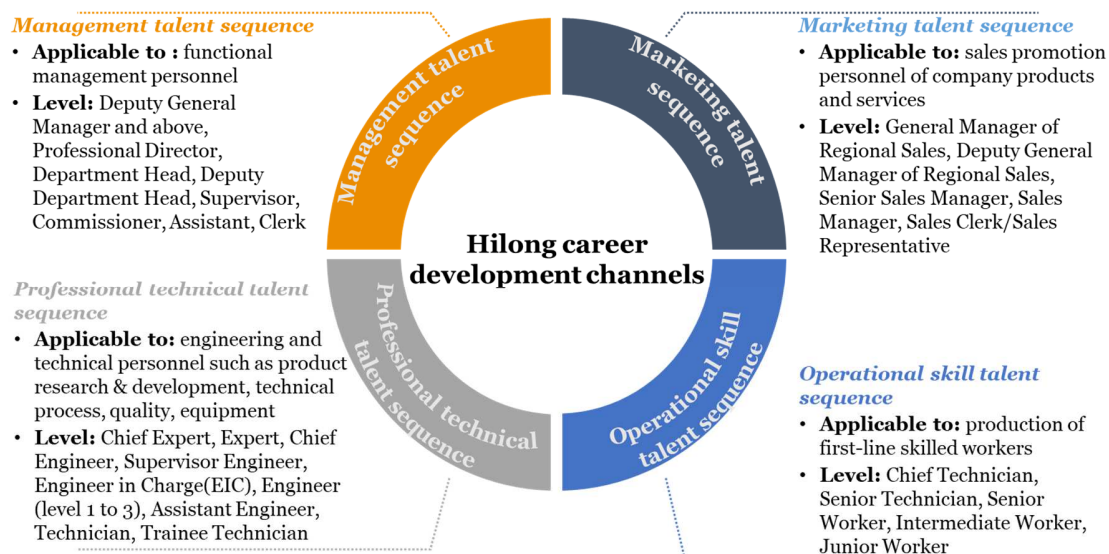 Management talent sequence
• Applicable to : functional
management personnel
• Level: Deputy General
Manager and above,
Professional Director,
Department Head, Deputy
Department Head, Supervisor,
Commissioner, Assistant, Clerk
Professional technical talent
sequence
• Applicable to: engineering and
technical personnel such as product
research & development, technical
process, quality, equipment
• Level: Chief Expert, Expert, Chief
Engineer, Supervisor Engineer,
Engineer in Charge(EIC), Engineer
(level 1 to 3), Assistant Engineer,
Technician, Trainee Technician
Management talent
sequence
Marketing talent
sequence
Hilong career
development channels
Professional technical
talent sequence
Operational skill
talent sequence
Marketing talent sequence
• Applicable to: sales promotion
personnel of company products
and services
• Level: General Manager of
Regional Sales, Deputy General
Manager of Regional Sales,
Senior Sales Manager, Sales
Manager, Sales Clerk/Sales
Representative
Operational skill talent
sequence
• Applicable to: production of
first-line skilled workers
• Level: Chief Technician,
Senior Technician, Senior
Worker, Intermediate Worker,
Junior Worker